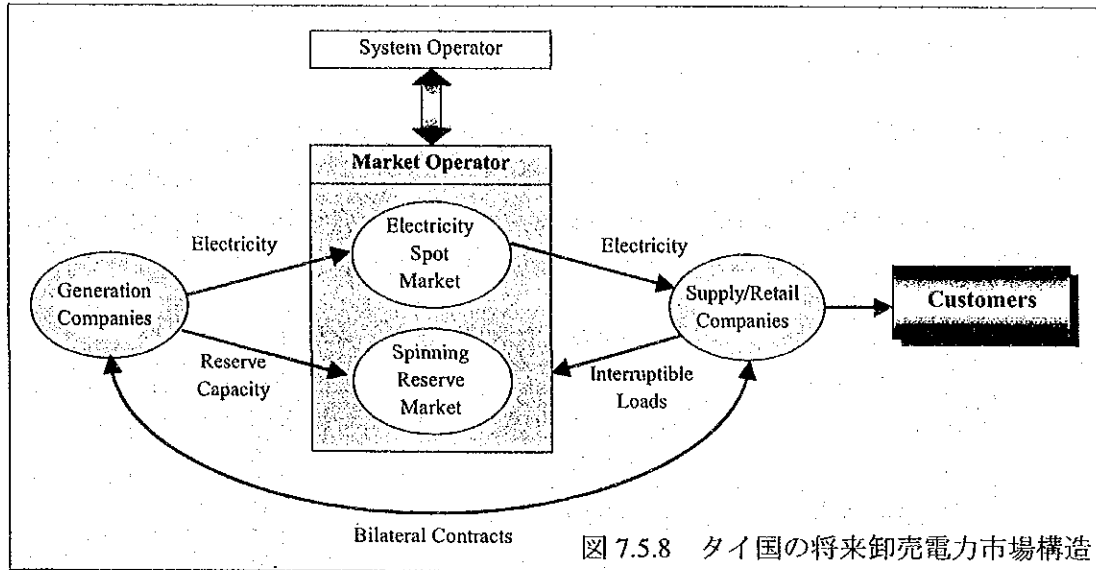 System Operator
Market Operator
Electricity
Spot
Market
Electricity
Electricity
Generation
Companies
Supply/Retail
Companies
Customers
Reserve
Capacity
Spinning
Reserve
Market
Interruptible
Loads
Bilateral Contracts
図 7.5.8 タイ国の将来卸売電力市場構造